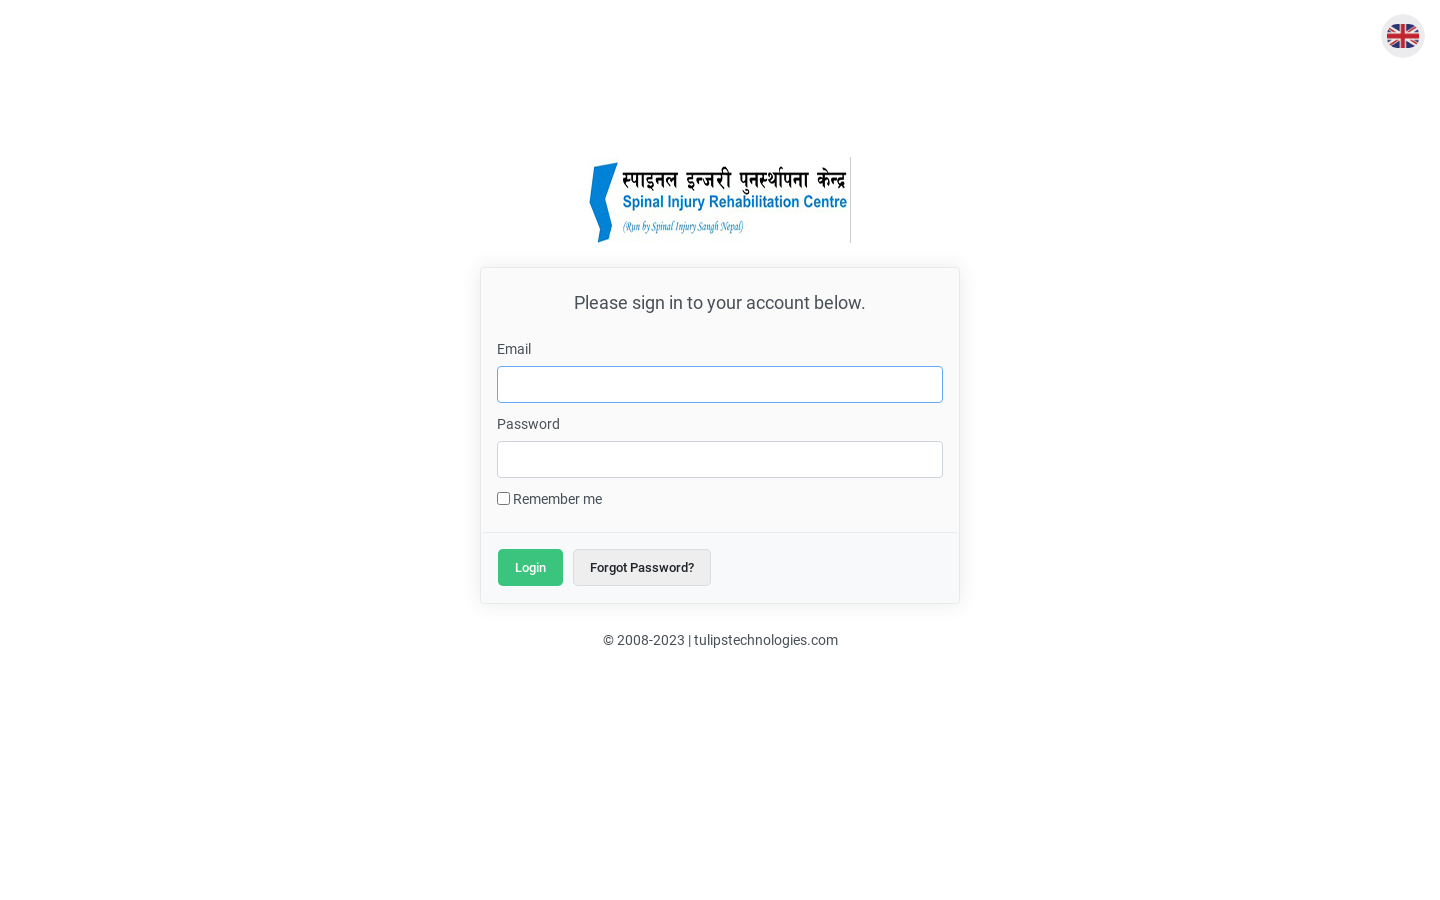 स्पाइनल इन्जरी पुनर्स्थापना केन्द्र
Spinal Injury Rehabilitation Centre
(Run by Spinal Injury Sangh Nepal)
Please sign in to your account below.
Email
Password
Remember me
Login Forgot Password?
© 2008-2023 | tulipstechnologies.com